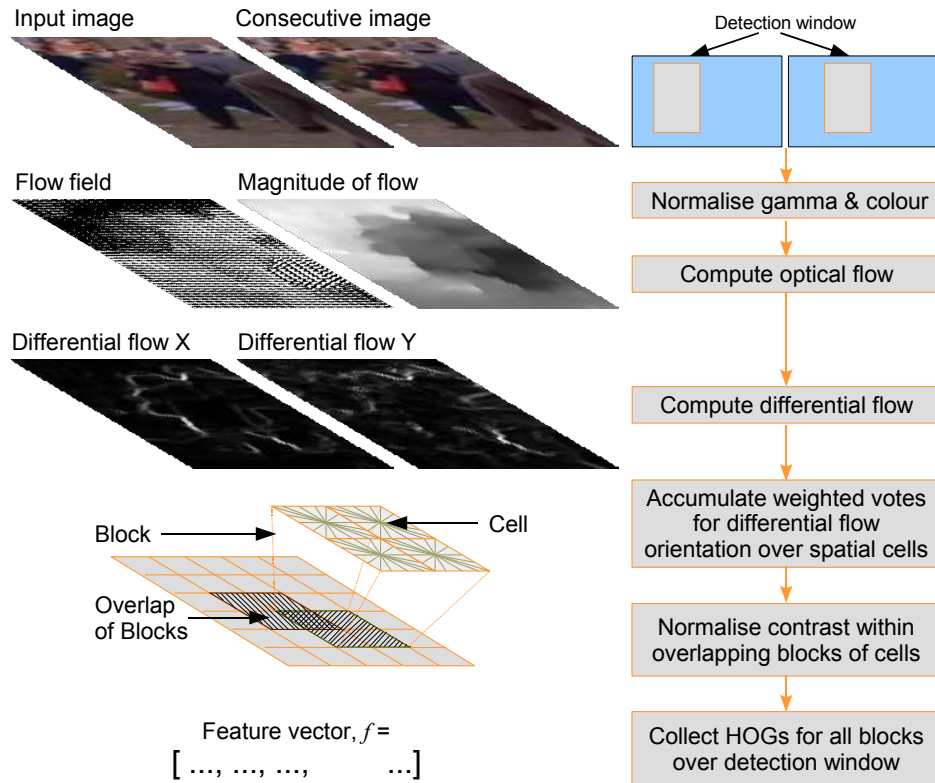 Input image
Consecutive image
Detection window
Flow field
Magnitude of flow
Normalise gamma & colour
Compute optical flow
Differential flow X
Differential flow Y
Compute differential flow
Block
Cell
Overlap
of Blocks
Accumulate weighted votes
for differential flow
orientation over spatial cells
Normalise contrast within
overlapping blocks of cells
Feature vector, f =
[ ..., ..., ..., ...]
Collect HOGs for all blocks
over detection window